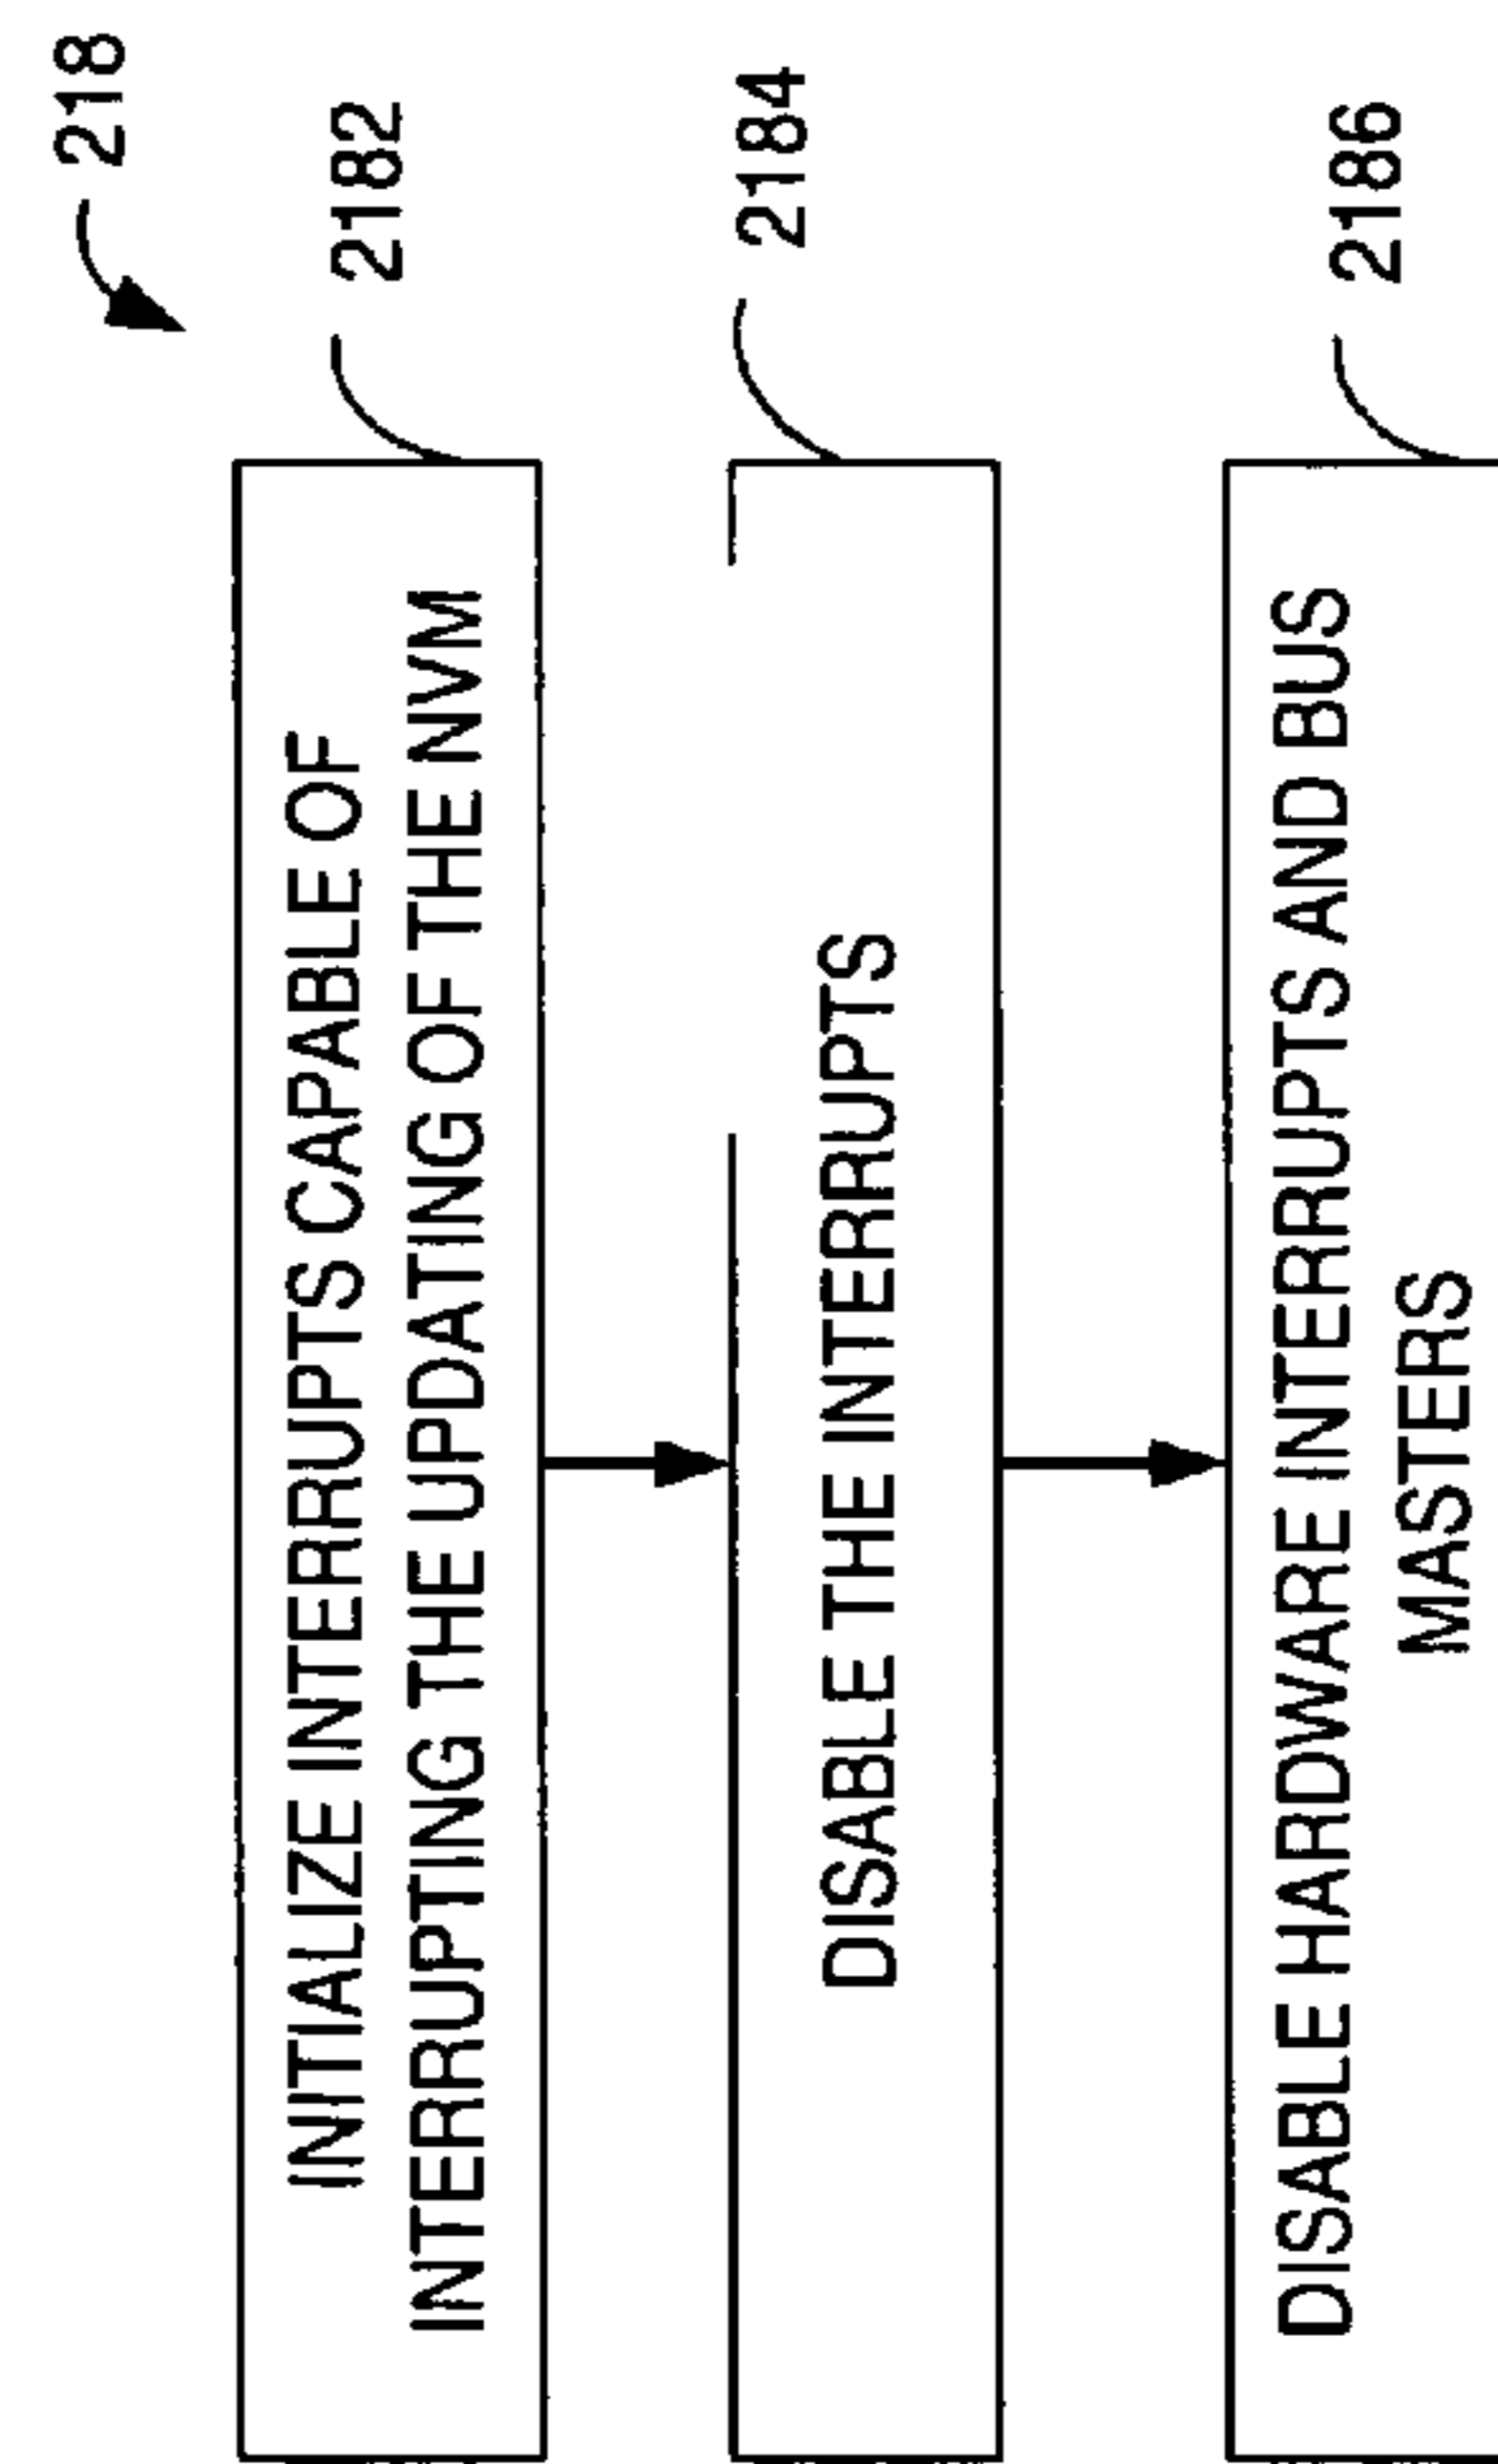 218
2182
INITIALIZE INTERRUPTS CAPABLE OF
INTERRUPTING THE UPDATING OF THE NVM
2184
DISABLE THE INTERRUPTS
2186
DISABLE HARDWARE INTERRUPTS AND BUS
MASTERS